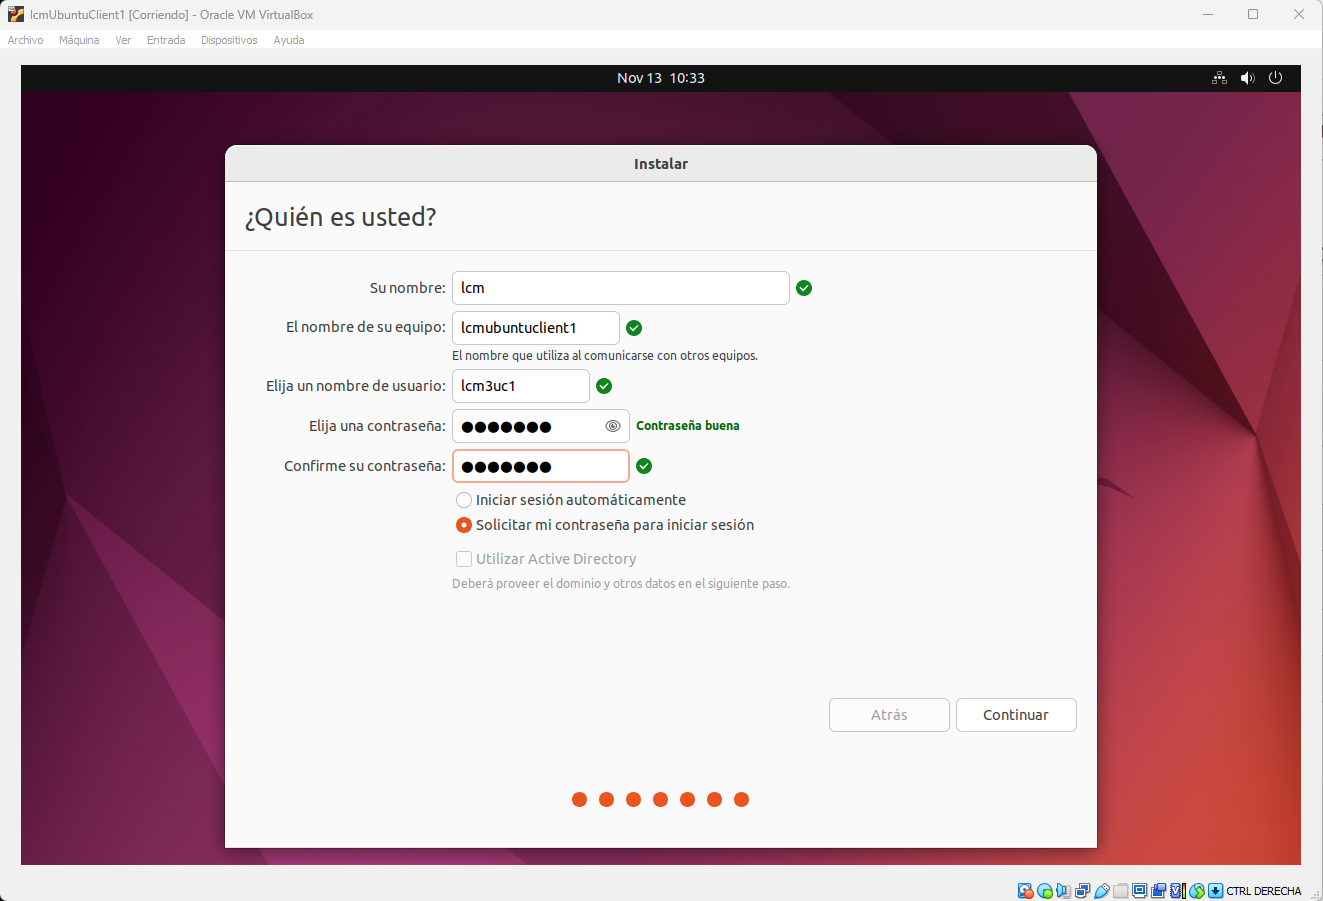 lcmUbuntuClient1 [Corriendo] - Oracle VM VirtualBox
Archivo Máquina Ver Entrada Dispositivos Ayuda
Nov 13 10:33
Instalar
¿Quién es usted?
Su nombre: lcm
El nombre de su equipo: lcmubuntuclient1
El nombre que utiliza al comunicarse con otros equipos.
Elija un nombre de usuario: lcm3uc1
Elija una contraseña: ●●●●●●● Contraseña buena
Confirme su contraseña: ●●●●●●●
Iniciar sesión automáticamente
Solicitar mi contraseña para iniciar sesión
Utilizar Active Directory
Deberá proveer el dominio y otros datos en el siguiente paso.
Atrás Continuar
CTRL DERECHA